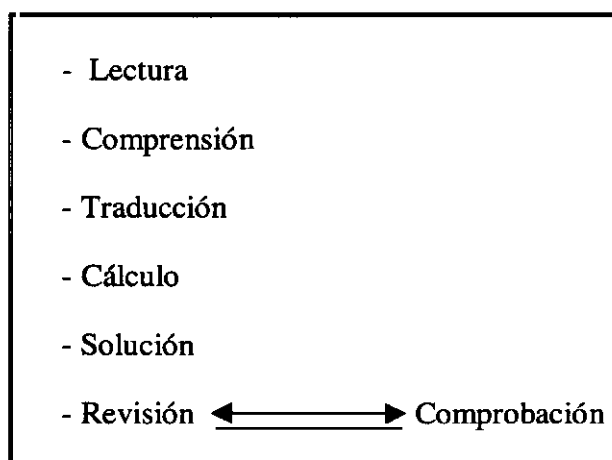 - Lectura
- Comprensión
- Traducción
- Cálculo
- Solución
- Revisión Comprobación